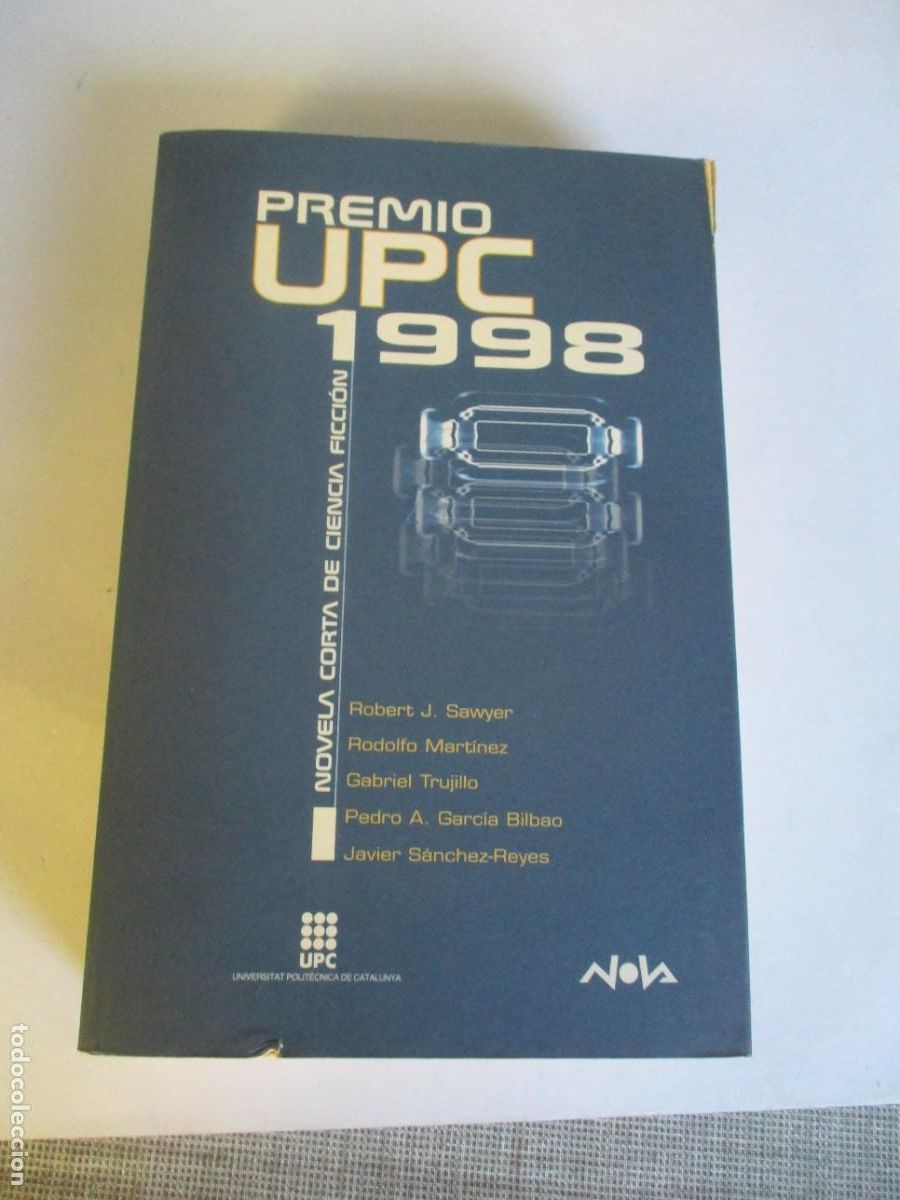 PREMIO
UPC
1998
NOVELA CORTA DE CIENCIA FICCIÓN
Robert J. Sawyer
Rodolfo Martínez
Gabriel Trujillo
Pedro A. García Bilbao
Javier Sánchez-Reyes
UPC
UNIVERSITAT POLITÈCNICA DE CATALUNYA
NOVA
todocoleccion